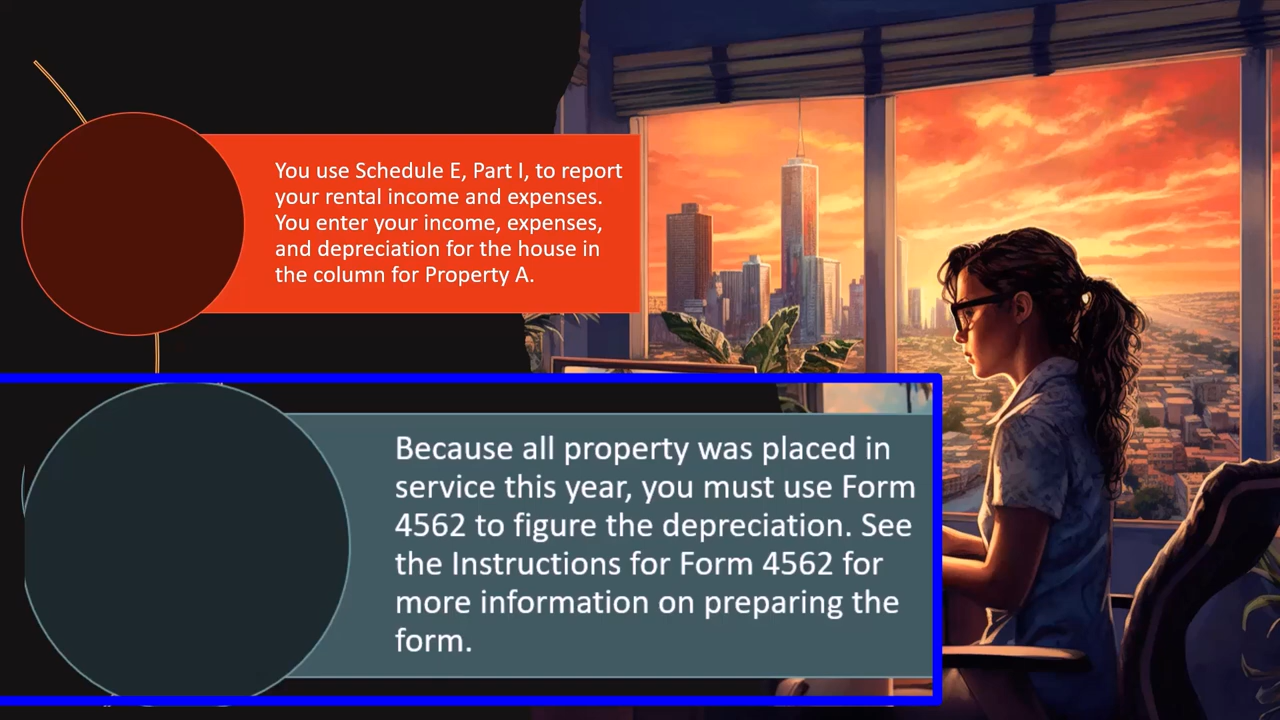 You use Schedule E, Part I, to report
your rental income and expenses.
You enter your income, expenses,
and depreciation for the house in
the column for Property A.
Because all property was placed in
service this year, you must use Form
4562 to figure the depreciation. See
the Instructions for Form 4562 for
more information on preparing the
form.